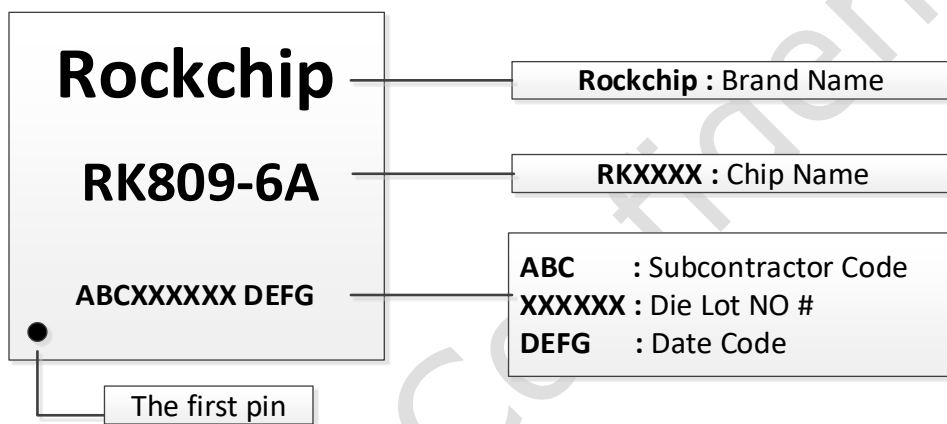 Rockchip
Rockchip : Brand Name
RK809-6A
RKXXXX : Chip Name
ABCXXXXXX DEFG
ABC : Subcontractor Code
XXXXXX : Die Lot NO #
DEFG : Date Code
The first pin